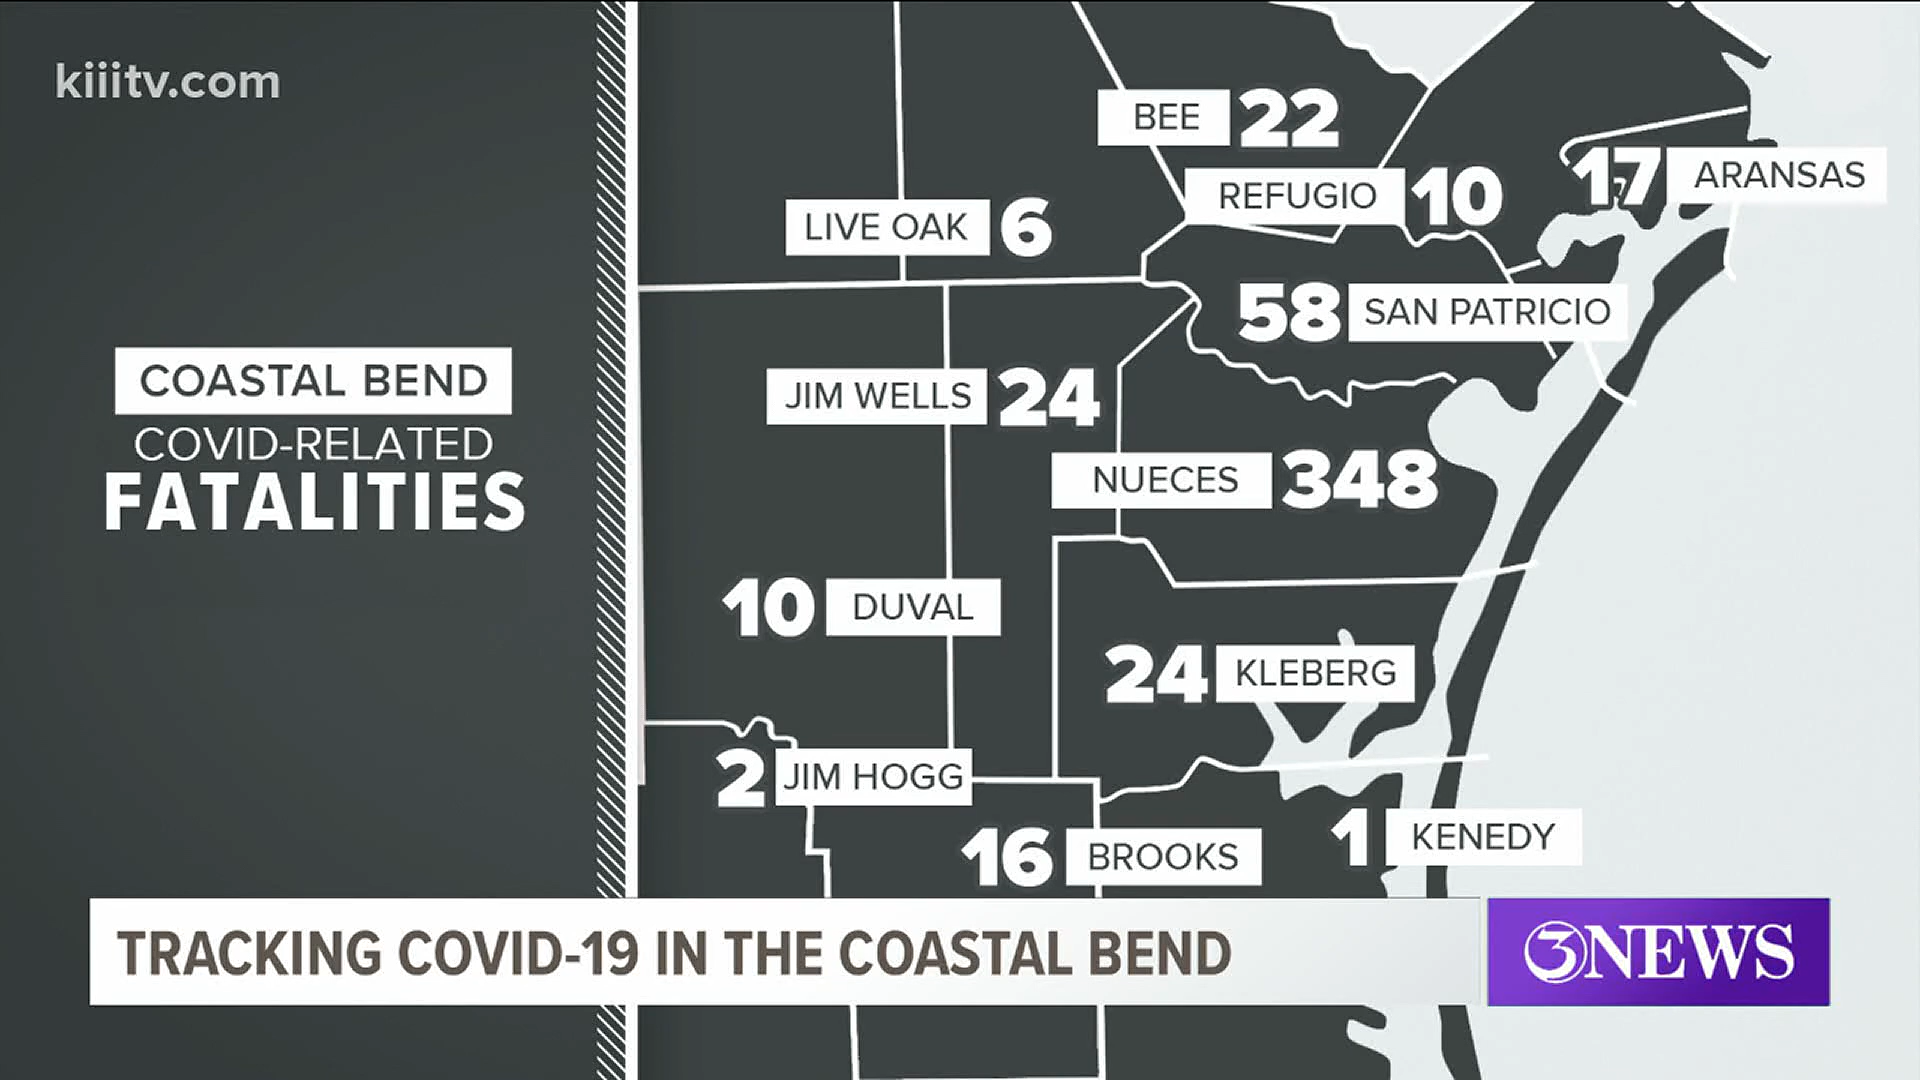 kiiitv.com
COASTAL BEND
COVID-RELATED
FATALITIES
BEE 22
REFUGIO 10
17 ARANSAS
LIVE OAK 6
58 SAN PATRICIO
JIM WELLS 24
NUECES 348
10 DUVAL
24 KLEBERG
2 JIM HOGG
16 BROOKS
1 KENEDY
TRACKING COVID-19 IN THE COASTAL BEND
3NEWS